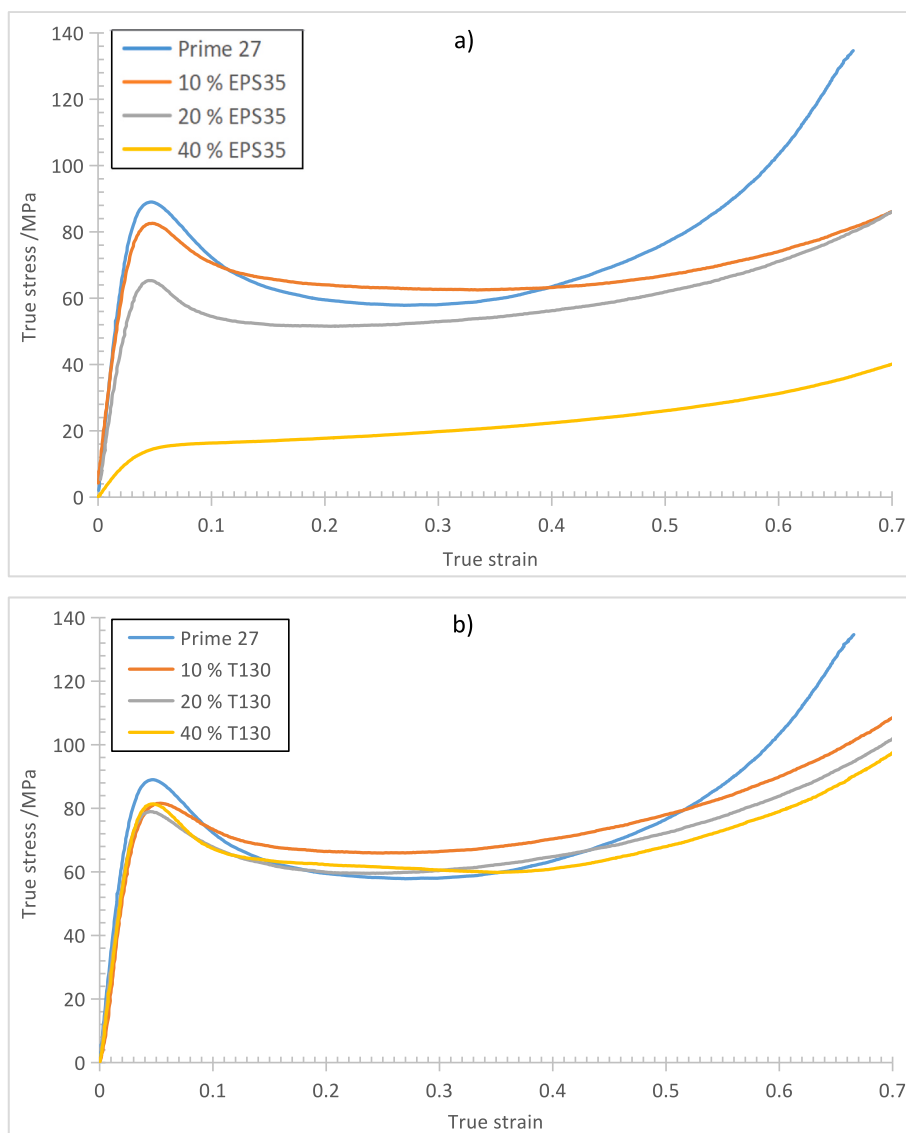 a)
Prime 27
10 % EPS35
20 % EPS35
40 % EPS35
140
120
100
80
60
40
20
0
True stress /MPa
0 0.1 0.2 0.3 0.4 0.5 0.6 0.7
True strain
b)
Prime 27
10 % T130
20 % T130
40 % T130
140
120
100
80
60
40
20
0
True stress /MPa
0 0.1 0.2 0.3 0.4 0.5 0.6 0.7
True strain